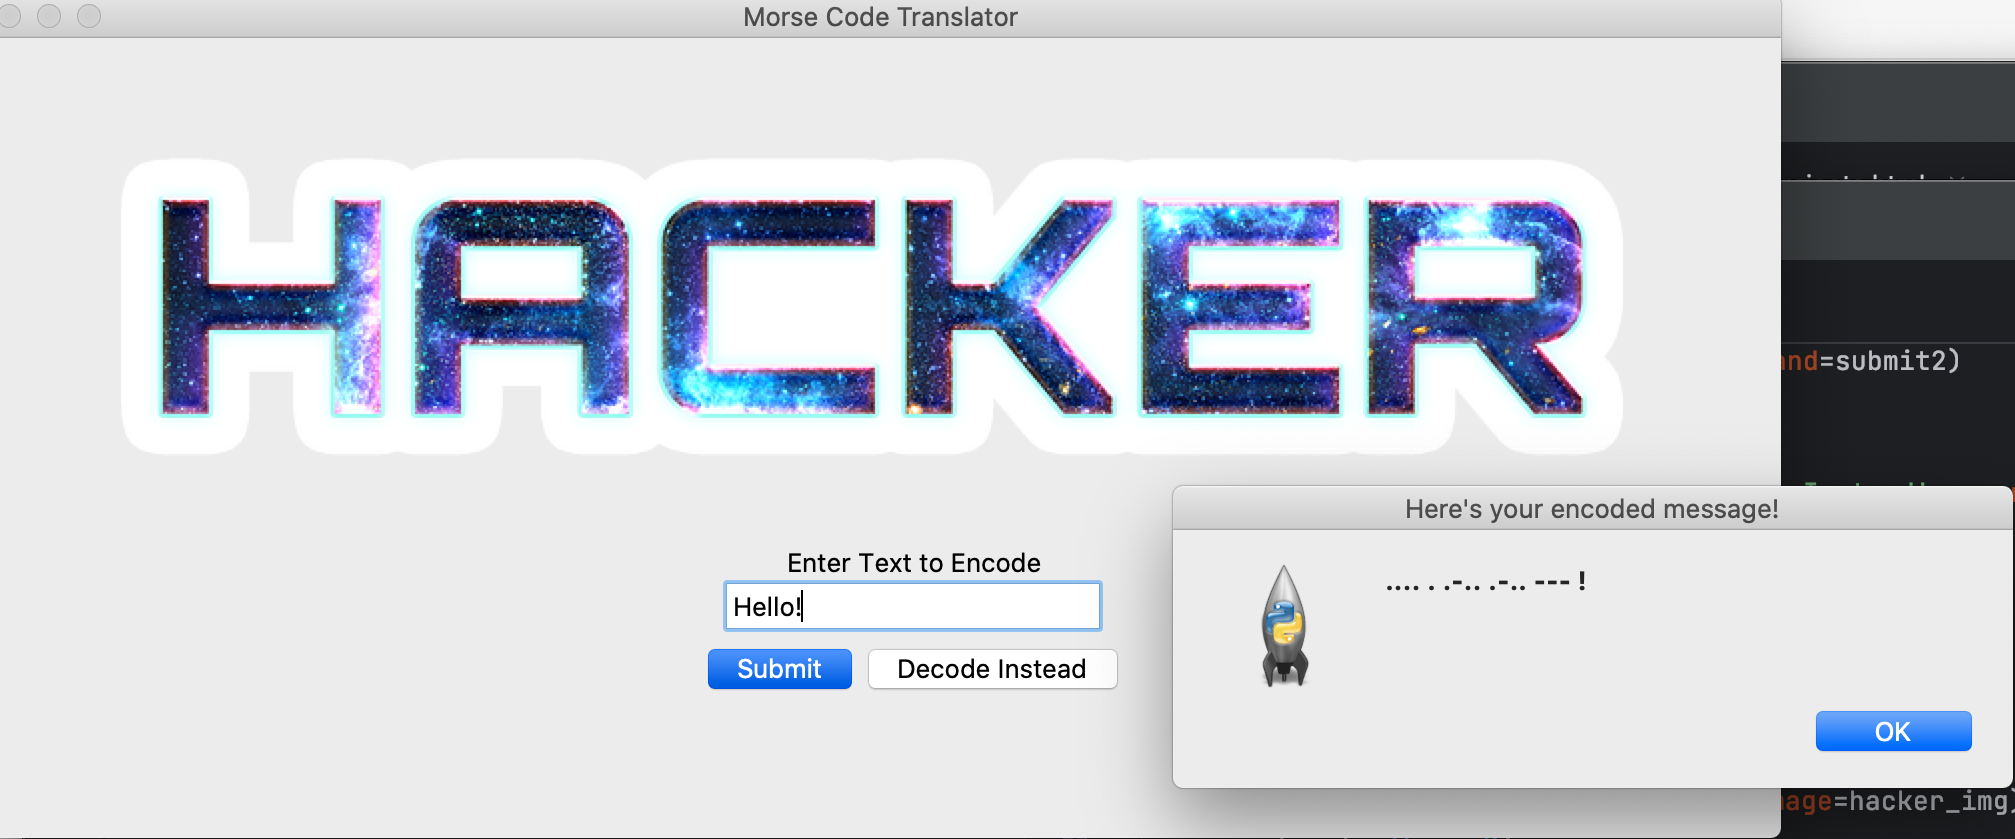 Morse Code Translator
HACKER
and=submit2)
Here's your encoded message!
Enter Text to Encode
.... . .-.. .-.. --- !
Hello!
Submit
Decode Instead
OK
age=hacker_img)